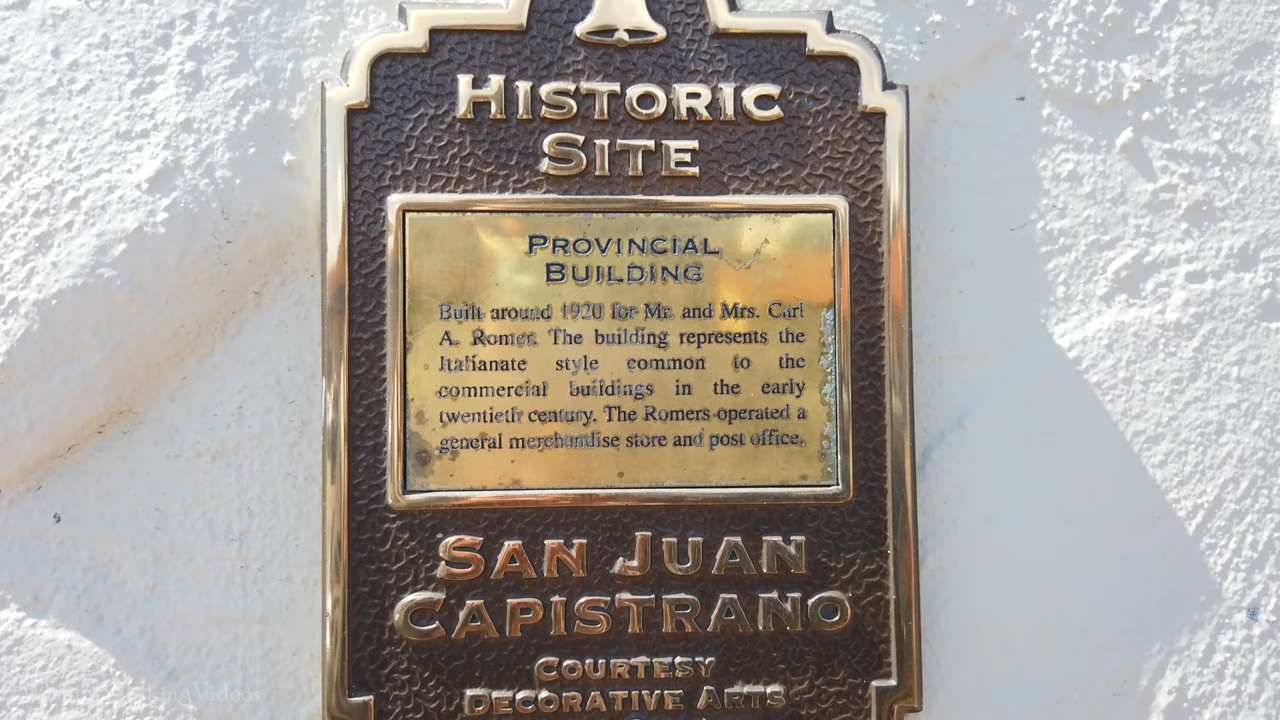 HISTORIC
SITE
PROVINCIAL
BUILDING
Built around 1920 for Mr. and Mrs. Carl
A. Romer. The building represents the
Italianate style common to the
commercial buildings in the early
twentieth century. The Romers operated a
general merchandise store and post office.
SAN JUAN
CAPISTRANO
COURTESY
DECORATIVE ARTS
Videos